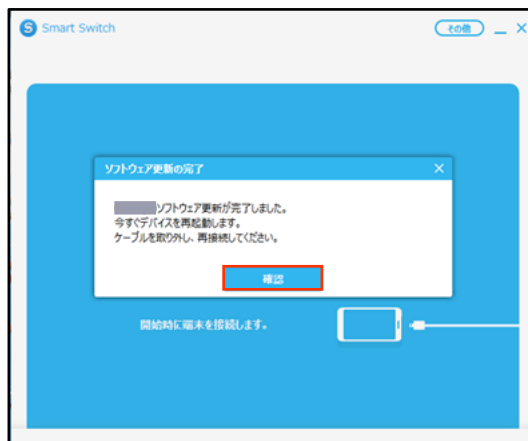 S Smart Switch
その他
ソフトウェア更新の完了
ソフトウェア更新が完了しました。
今すぐデバイスを再起動します。
ケーブルを取り外し、再接続してください。
確認
開始時に端末を接続します。